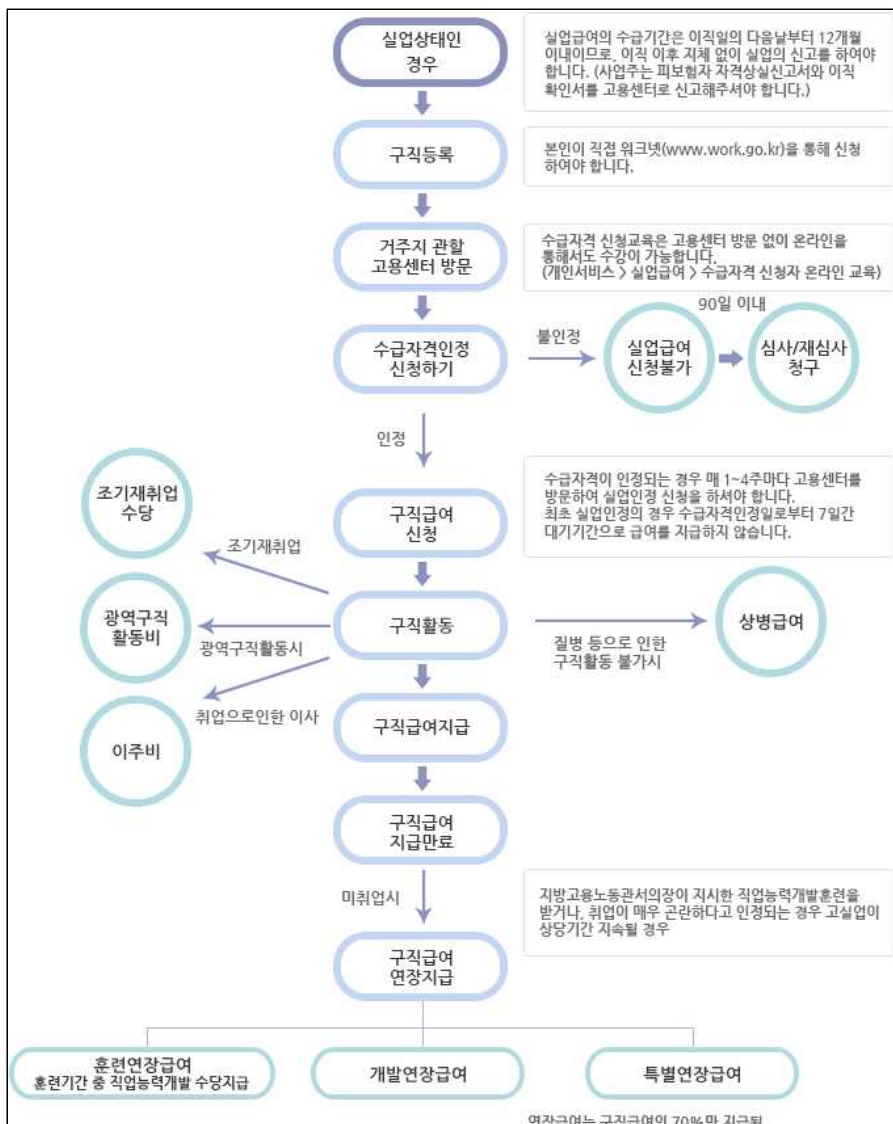 실업상태인
경우
실업급여의 수급기간은 이직일의 다음날부터 12개월
이내이므로, 이직 이후 지체 없이 실업의 신고를 하여야
합니다. (사업주는 피보험자 자격상실신고서와 이직
확인서를 고용센터로 신고해주셔야 합니다.)
구직등록
본인이 직접 워크넷(www.work.go.kr)을 통해 신청
하여야 합니다.
거주지 관할
고용센터 방문
수급자격 신청교육은 고용센터 방문 없이 온라인을
통해서도 수강이 가능합니다.
(개인서비스 > 실업급여 > 수급자격 신청자 온라인 교육)
90일 이내
수급자격인정
신청하기
불인정
실업급여
신청불가
심사/재심사
청구
인정
수급자격이 인정되는 경우 매 1~4주마다 고용센터를
방문하여 실업인정 신청을 하셔야 합니다.
최초 실업인정의 경우 수급자격인정일로부터 7일간
대기기간으로 급여를 지급하지 않습니다.
조기재취업
수당
구직급여
신청
조기재취업
광역구직
활동비
광역구직활동시
구직활동
질병 등으로 인한
구직활동 불가시
상병급여
취업으로인한 이사
이주비
구직급여지급
구직급여
지급만료
미취업시
지방고용노동관서의장이 지시한 직업능력개발훈련을
받거나, 취업이 매우 곤란하다고 인정되는 경우 고실업이
상당기간 지속될 경우
구직급여
연장지급
훈련연장급여
훈련기간 중 직업능력개발 수당지급
개발연장급여
특별연장급여
연장급여는 구직급여의 70%만 지급됨